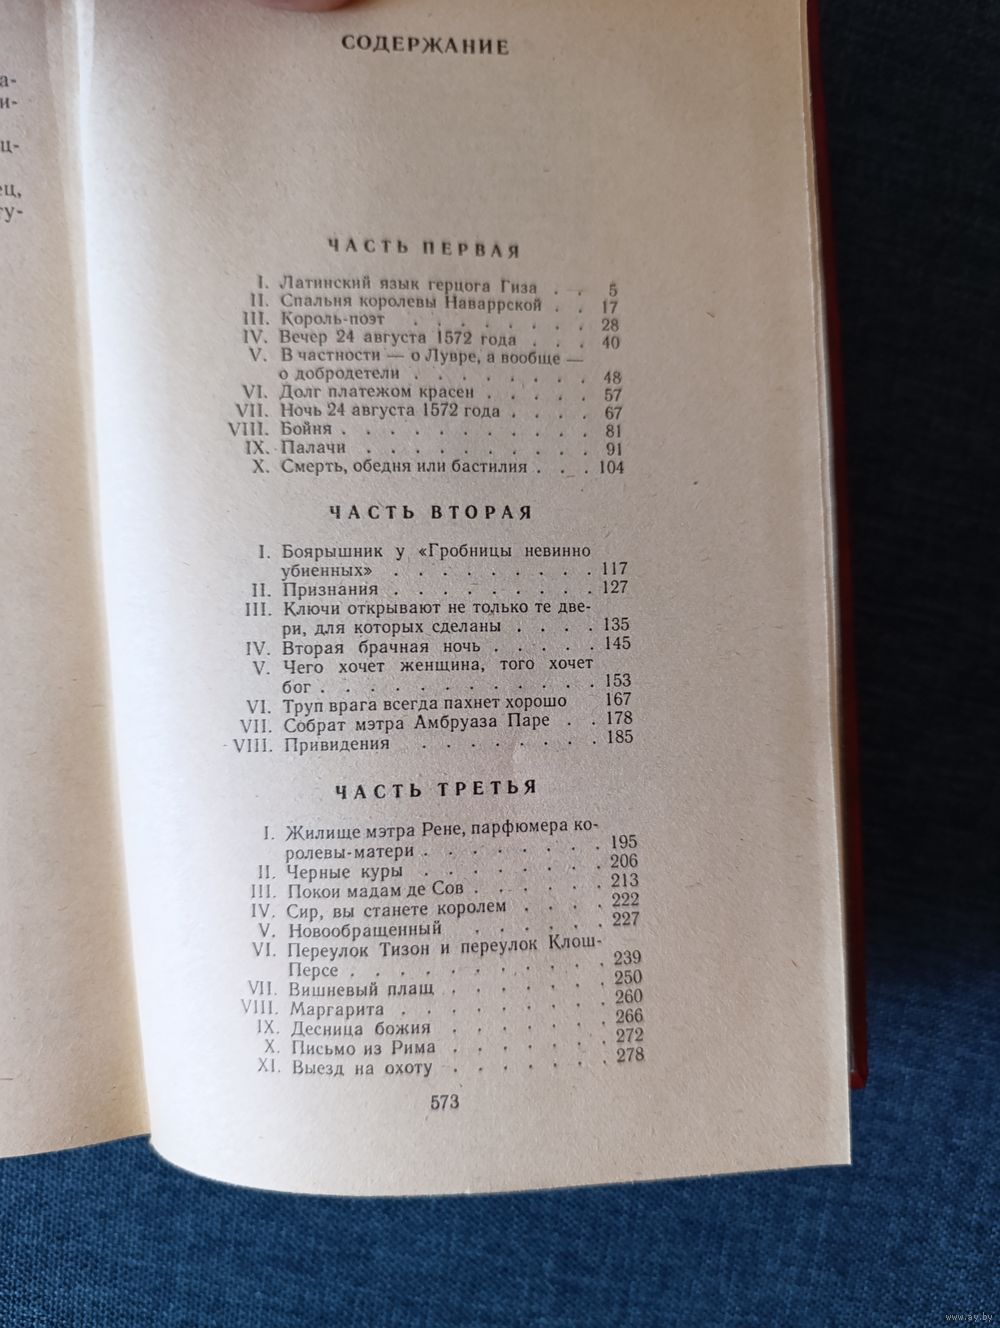 а-
и-
ц-
ец,
ту-
СОДЕРЖАНИЕ
ЧАСТЬ ПЕРВАЯ
I. Латинский язык герцога Гиза . . 5
II. Спальня королевы Наваррской . . 17
III. Король-поэт . . . . . . . . 28
IV. Вечер 24 августа 1572 года . . . 40
V. В частности — о Лувре, а вообще —
о добродетели . . . . . . . . 48
VI. Долг платежом красен . . . . . 57
VII. Ночь 24 августа 1572 года . . . . 67
VIII. Бойня . . . . . . . . . . . 81
IX. Палачи . . . . . . . . . . 91
X. Смерть, обедня или бастилия . . . 104
ЧАСТЬ ВТОРАЯ
I. Боярышник у «Гробницы невинно
убиенных» . . . . . . . . . 117
II. Признания . . . . . . . . . 127
III. Ключи открывают не только те две-
ри, для которых сделаны . . . . 135
IV. Вторая брачная ночь . . . . . 145
V. Чего хочет женщина, того хочет
бог . . . . . . . . . . . . 153
VI. Труп врага всегда пахнет хорошо 167
VII. Собрат мэтра Амбруаза Паре . . 178
VIII. Привидения . . . . . . . . 185
ЧАСТЬ ТРЕТЬЯ
I. Жилище мэтра Рене, парфюмера ко-
ролевы-матери . . . . . . . . 195
II. Черные куры . . . . . . . . 206
III. Покои мадам де Сов . . . . . . 213
IV. Сир, вы станете королем . . . . 222
V. Новообращенный . . . . . . 227
VI. Переулок Тизон и переулок Клош-
Персе . . . . . . . . . . . 239
VII. Вишневый плащ . . . . . . . 250
VIII. Маргарита . . . . . . . . . 260
IX. Десница божия . . . . . . . 266
X. Письмо из Рима . . . . . . . 272
XI. Выезд на охоту . . . . . . . 278
573
www.ay.by